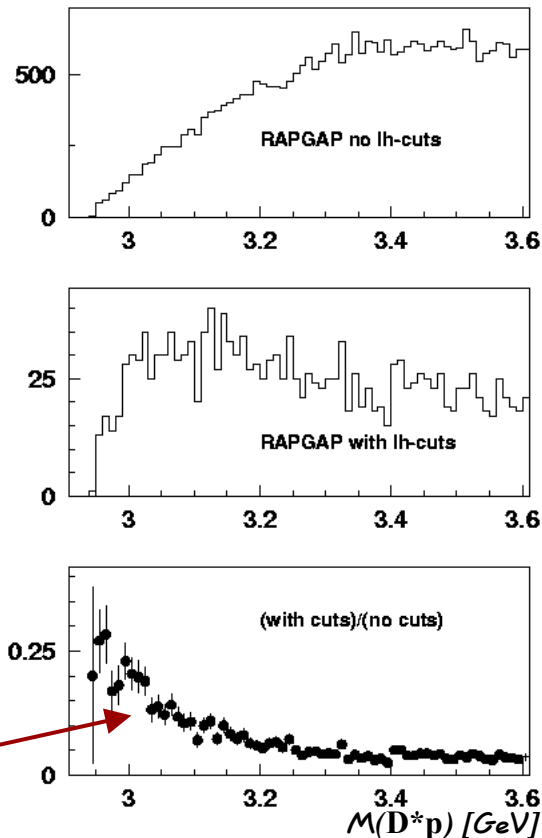 500
RAPGAP no lh-cuts
0
3 3.2 3.4 3.6
25
RAPGAP with lh-cuts
0
3 3.2 3.4 3.6
(with cuts)/(no cuts)
0.25
0
3 3.2 3.4 3.6
M(D*p) [GeV]